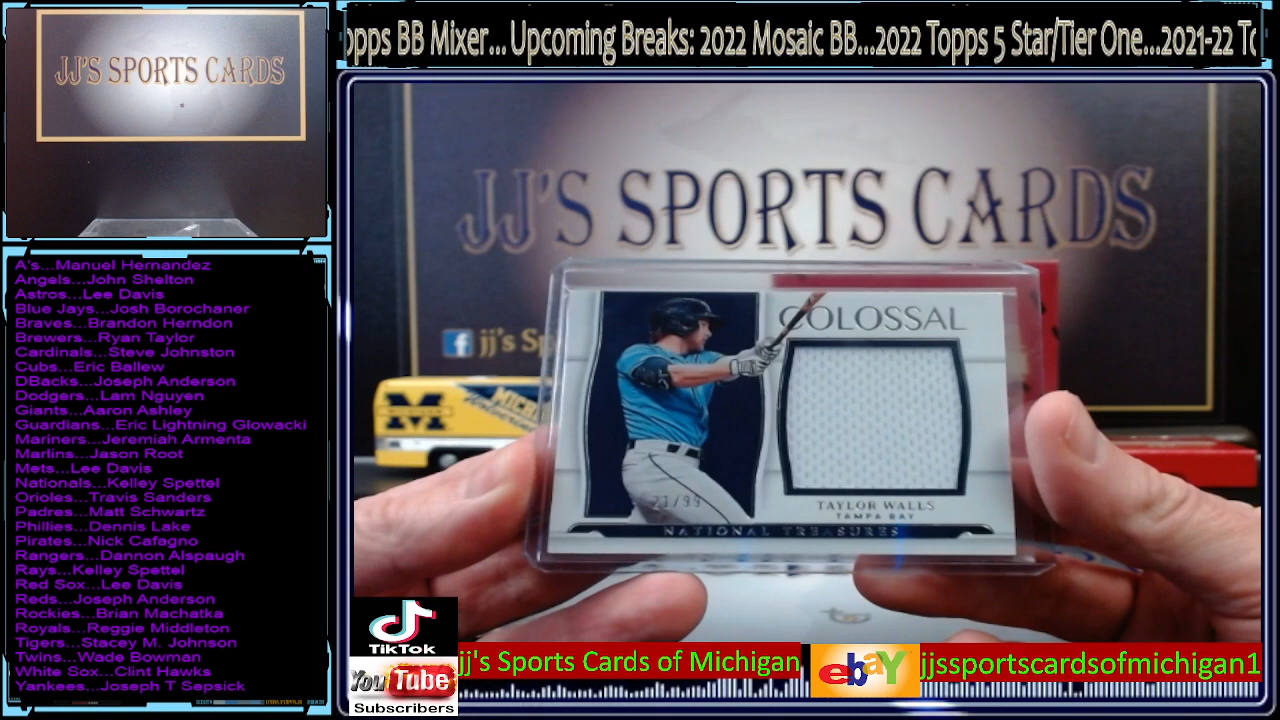 JJ'S SPORTS CARDS
opps BB Mixer... Upcoming Breaks: 2022 Mosaic BB...2022 Topps 5 Star/Tier One...2021-22 To
JJ'S SPORTS CARDS
f jj's Sp
M
MICHIGAN
COLOSSAL
21/99
TAYLOR WALLS
TAMPA BAY
NATIONAL TREASURES
A's...Manuel Hernandez
Angels...John Shelton
Astros...Lee Davis
Blue Jays...Josh Borochaner
Braves...Brandon Herndon
Brewers...Ryan Taylor
Cardinals...Steve Johnston
Cubs...Eric Ballew
DBacks...Joseph Anderson
Dodgers...Lam Nguyen
Giants...Aaron Ashley
Guardians...Eric Lightning Glowacki
Mariners...Jeremiah Armenta
Marlins...Jason Root
Mets...Lee Davis
Nationals...Kelley Spettel
Orioles...Travis Sanders
Padres...Matt Schwartz
Phillies...Dennis Lake
Pirates...Nick Cafagno
Rangers...Dannon Alspaugh
Rays...Kelley Spettel
Red Sox...Lee Davis
Reds...Joseph Anderson
Rockies...Brian Machatka
Royals...Reggie Middleton
Tigers...Stacey M. Johnson
Twins...Wade Bowman
White Sox...Clint Hawks
Yankees...Joseph T Sepsick
TikTok
YouTube
Subscribers
jj's Sports Cards of Michigan
ebay
jjssportscardsofmichigan1